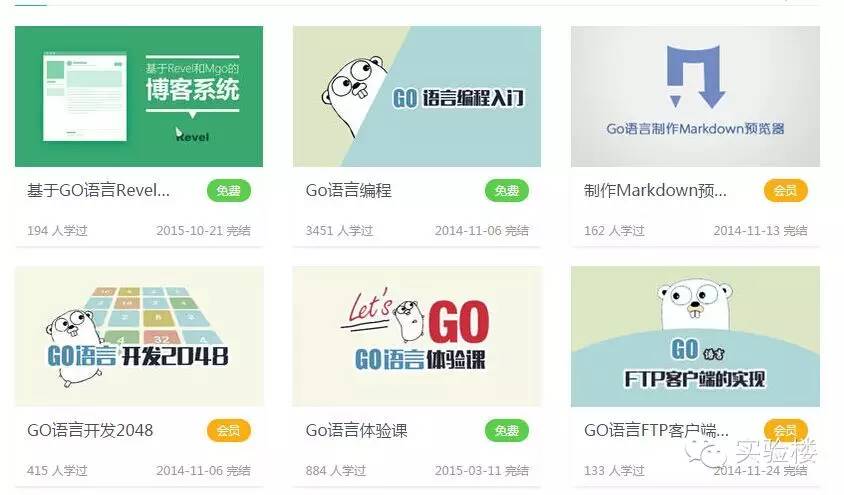 基于Revel和Mgo的
博客系统
Revel
基于GO语言Revel...
免费
194 人学过
2015-10-21 完结
GO 语言编程入门
Go语言编程
免费
3451 人学过
2014-11-06 完结
Go语言制作Markdown预览器
制作Markdown预...
会员
162 人学过
2014-11-13 完结
GO语言 开发2048
GO语言开发2048
会员
415 人学过
2014-11-06 完结
Let's GO
GO语言体验课
Go语言体验课
免费
884 人学过
2015-03-11 完结
GO 语言
FTP客户端的实现
GO语言FTP客户端...
会员
133 人学过
2014-11-24 完结
实验楼